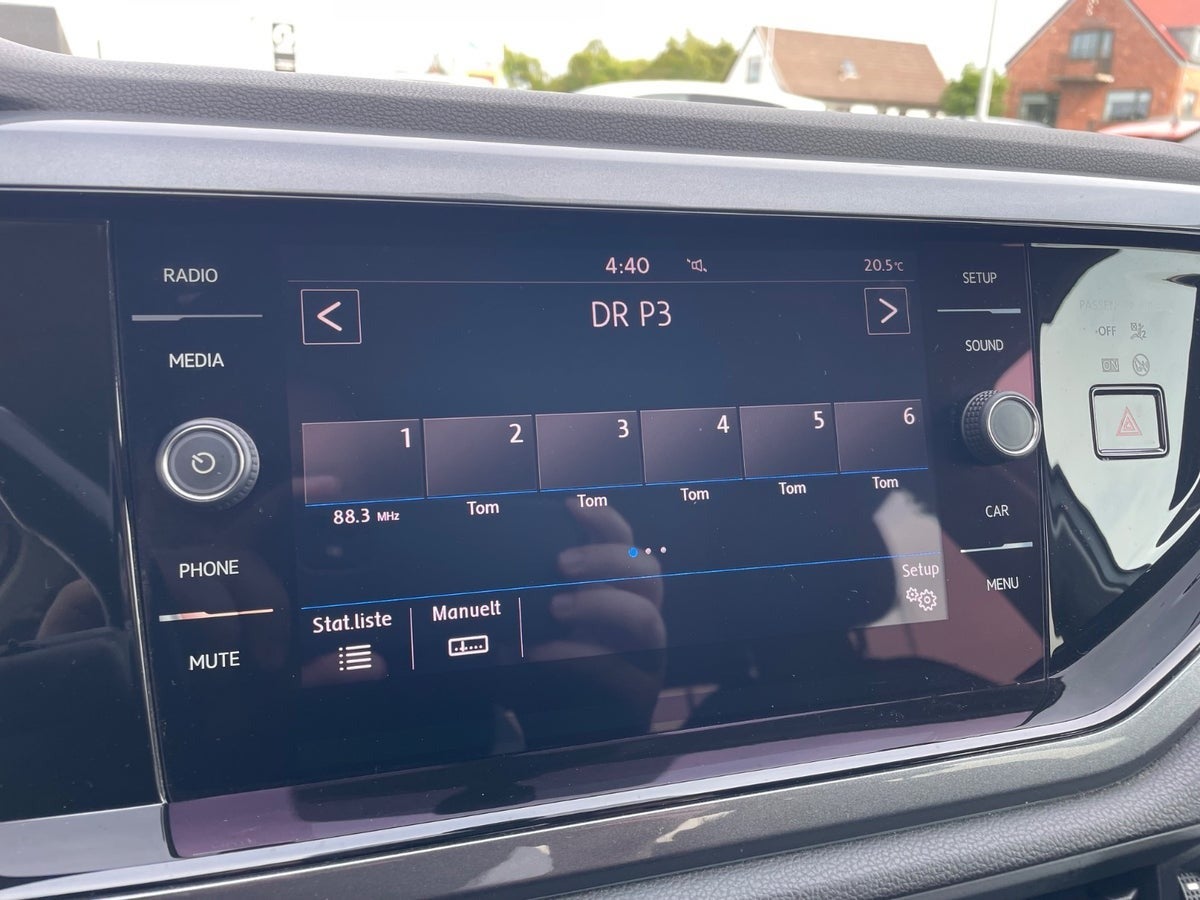 RADIO
MEDIA
PHONE
MUTE
4:40
20.5°C
<
DR P3
>
1 2 3 4 5 6
88.3 MHz Tom Tom Tom Tom Tom
Stat.liste
Manuelt
Setup
SETUP
SOUND
CAR
MENU
OFF
ON